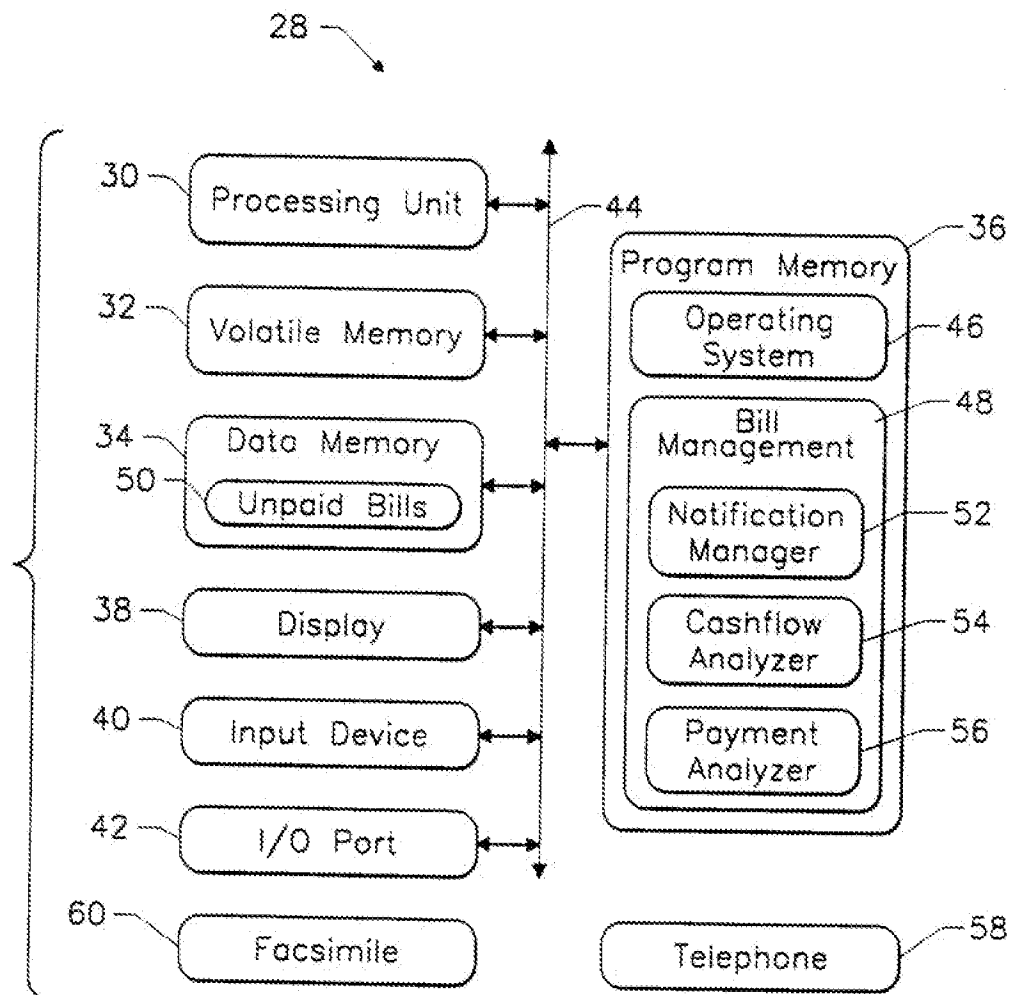 28
30
Processing Unit
44
36
Program Memory
32
Volatile Memory
Operating
System
46
34
Data Memory
50
Unpaid Bills
48
Bill
Management
Notification
Manager
52
38
Display
Cashflow
Analyzer
54
40
Input Device
Payment
Analyzer
56
42
I/O Port
60
Facsimile
Telephone
58